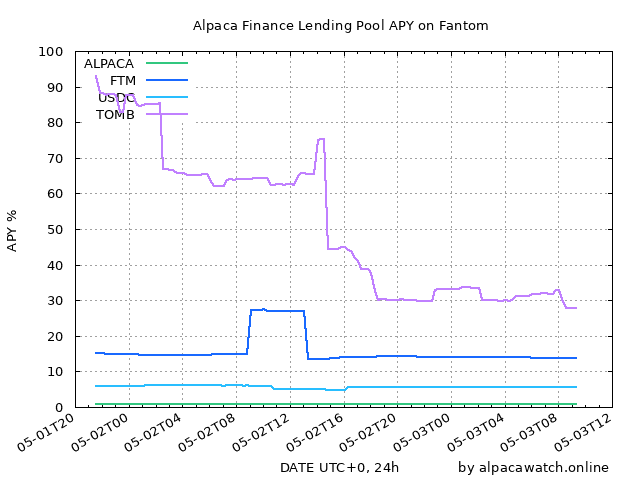 Alpaca Finance Lending Pool APY on Fantom
100
90
80
70
60
50
40
30
20
10
0
APY %
ALPACA
FTM
USDC
TOMB
05-01T20
05-02T00
05-02T04
05-02T08
05-02T12
05-02T16
05-02T20
05-03T00
05-03T04
05-03T08
05-03T12
DATE UTC+0, 24h
by alpacawatch.online